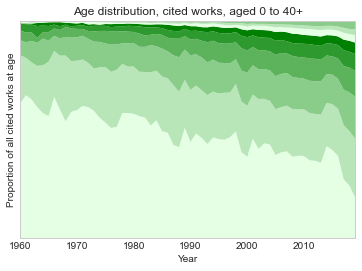 Age distribution, cited works, aged 0 to 40+
Proportion of all cited works at age
1960 1970 1980 1990 2000 2010
Year